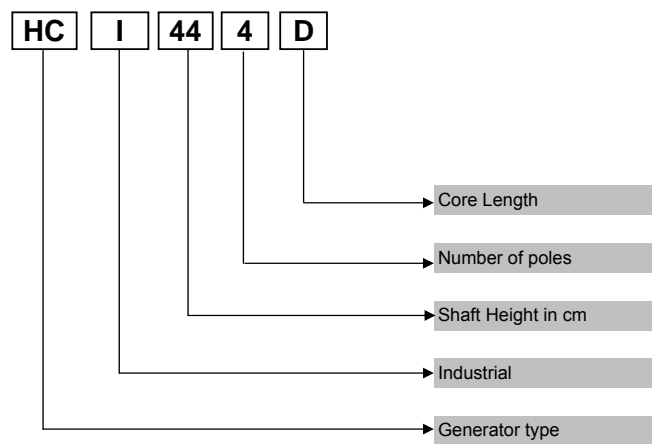 HC I 44 4 D
Core Length
Number of poles
Shaft Height in cm
Industrial
Generator type